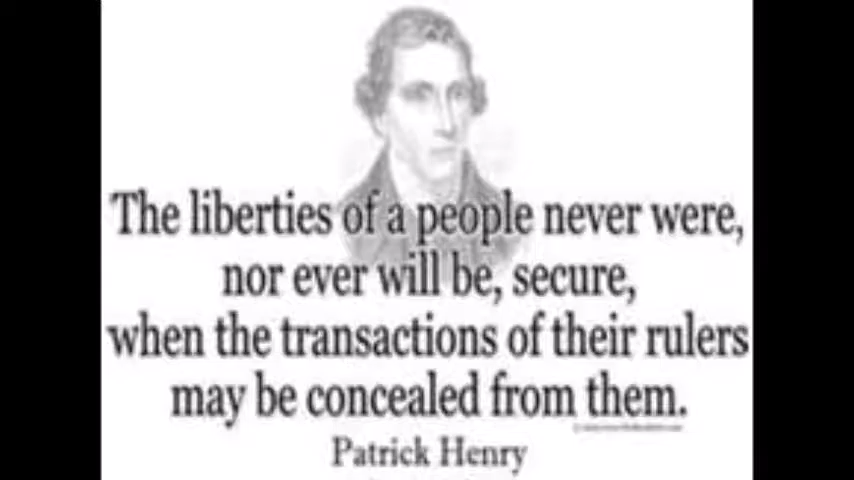 The liberties of a people never were,
nor ever will be, secure,
when the transactions of their rulers
may be concealed from them.
Patrick Henry